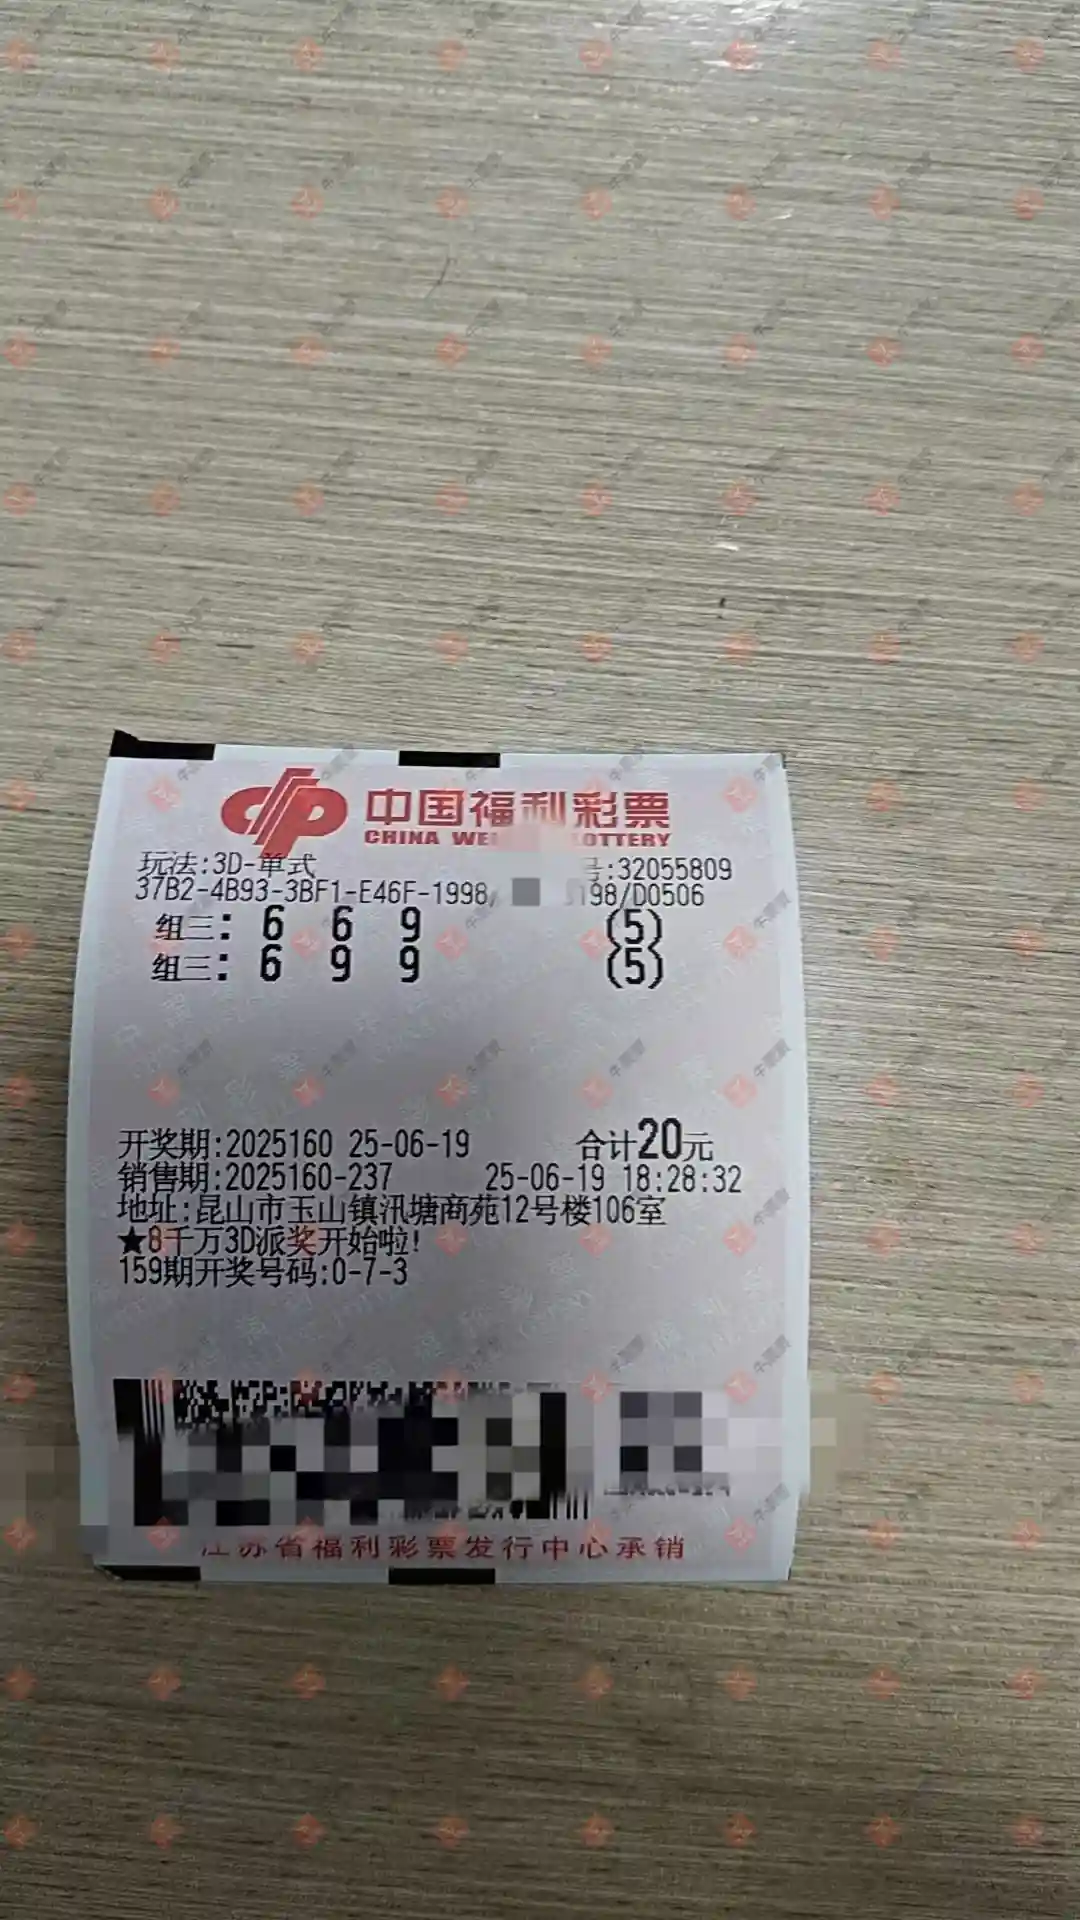 中国福利彩票
CHINA WE LOTTERY
玩法:3D-单式 号:32055809
37B2-4B93-3BF1-E46F-1998/ 198/D0506
组三: 6 6 9 (5)
组三: 6 9 9 (5)
开奖期:2025160 25-06-19 合计20元
销售期:2025160-237 25-06-19 18:28:32
地址:昆山市玉山镇汛塘商苑12号楼106室
★8千万3D派奖开始啦!
159期开奖号码:0-7-3
江苏省福利彩票发行中心承销